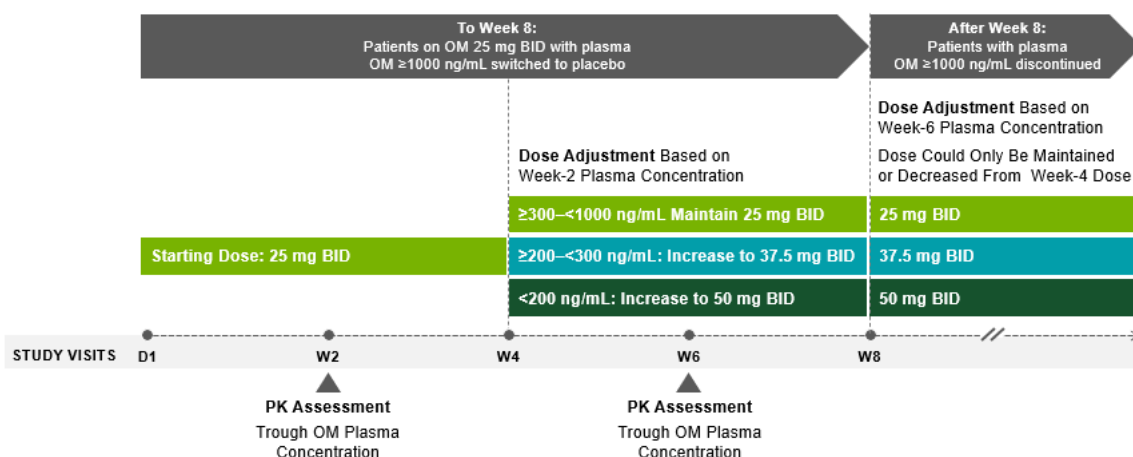 To Week 8:
Patients on OM 25 mg BID with plasma
OM ≥1000 ng/mL switched to placebo
After Week 8:
Patients with plasma
OM ≥1000 ng/mL discontinued
Dose Adjustment Based on
Week-2 Plasma Concentration
Dose Adjustment Based on
Week-6 Plasma Concentration
Dose Could Only Be Maintained
or Decreased From Week-4 Dose
Starting Dose: 25 mg BID
≥300–<1000 ng/mL Maintain 25 mg BID
25 mg BID
≥200–<300 ng/mL: Increase to 37.5 mg BID
37.5 mg BID
<200 ng/mL: Increase to 50 mg BID
50 mg BID
STUDY VISITS D1 W2 W4 W6 W8
PK Assessment
Trough OM Plasma
Concentration
PK Assessment
Trough OM Plasma
Concentration